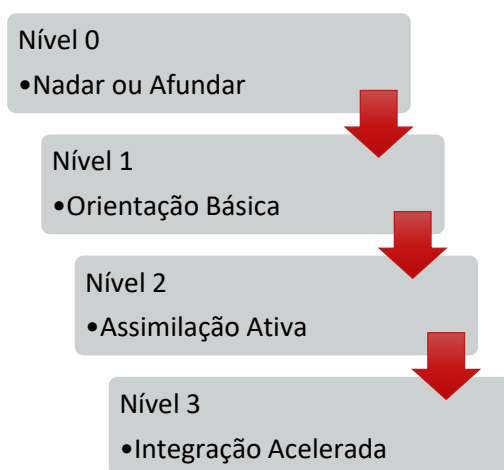 Nível 0
•Nadar ou Afundar
Nível 1
•Orientação Básica
Nível 2
•Assimilação Ativa
Nível 3
•Integração Acelerada